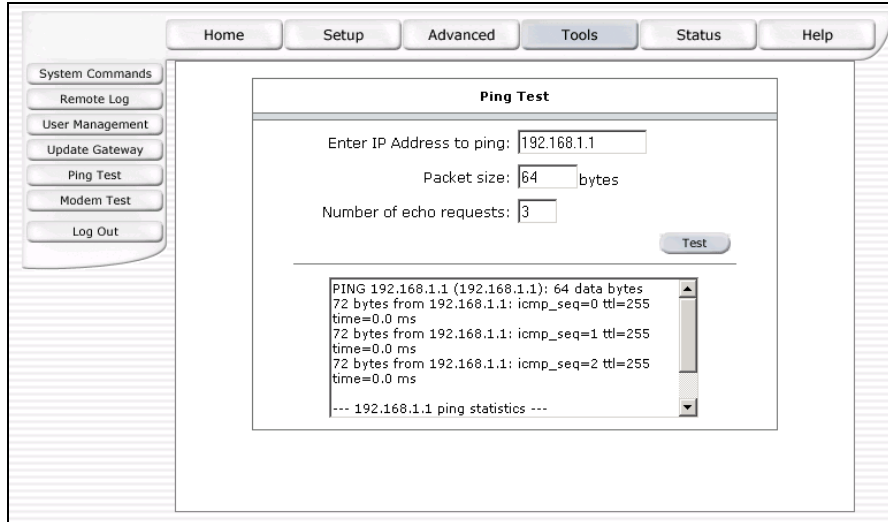 Home Setup Advanced Tools Status Help
System Commands
Remote Log
User Management
Update Gateway
Ping Test
Modem Test
Log Out
Ping Test
Enter IP Address to ping: 192.168.1.1
Packet size: 64 bytes
Number of echo requests: 3
Test
PING 192.168.1.1 (192.168.1.1): 64 data bytes
72 bytes from 192.168.1.1: icmp_seq=0 ttl=255
time=0.0 ms
72 bytes from 192.168.1.1: icmp_seq=1 ttl=255
time=0.0 ms
72 bytes from 192.168.1.1: icmp_seq=2 ttl=255
time=0.0 ms
--- 192.168.1.1 ping statistics ---